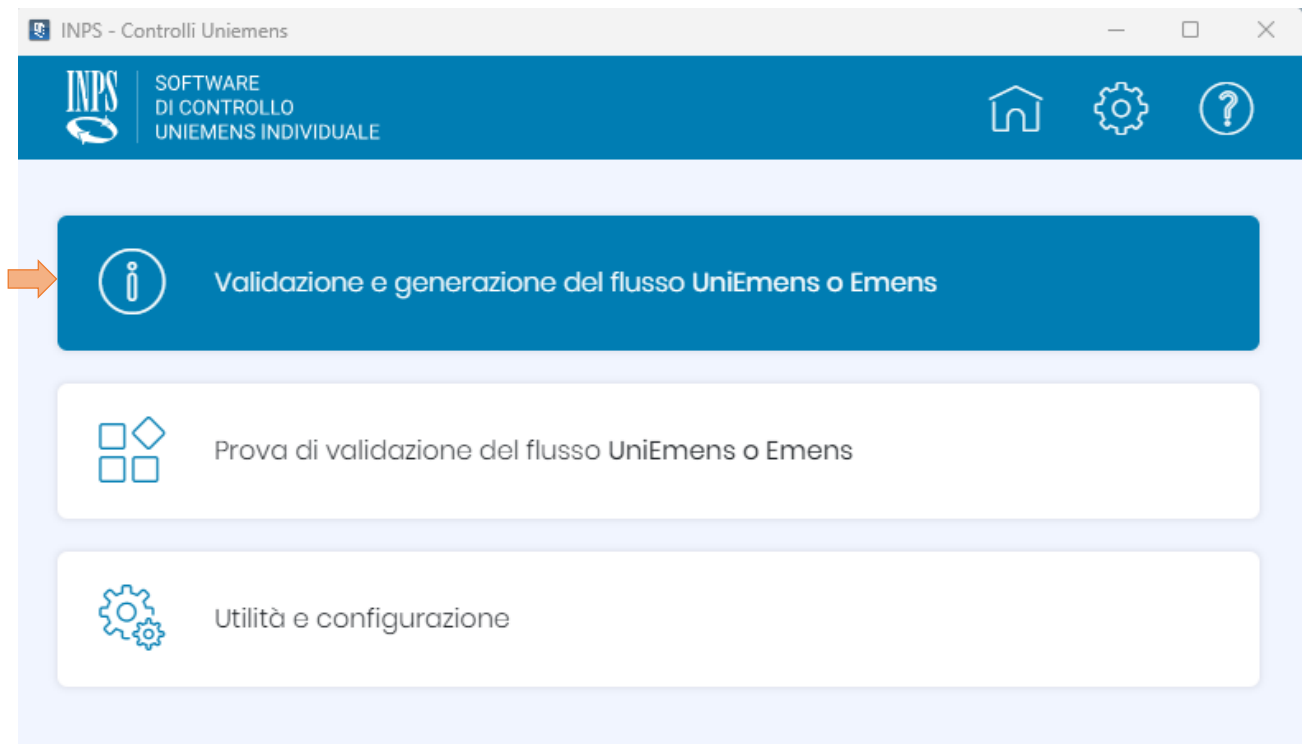 INPS - Controlli Uniemens
INPS
SOFTWARE
DI CONTROLLO
UNIEMENS INDIVIDUALE
Validazione e generazione del flusso UniEmens o Emens
Prova di validazione del flusso UniEmens o Emens
Utilità e configurazione